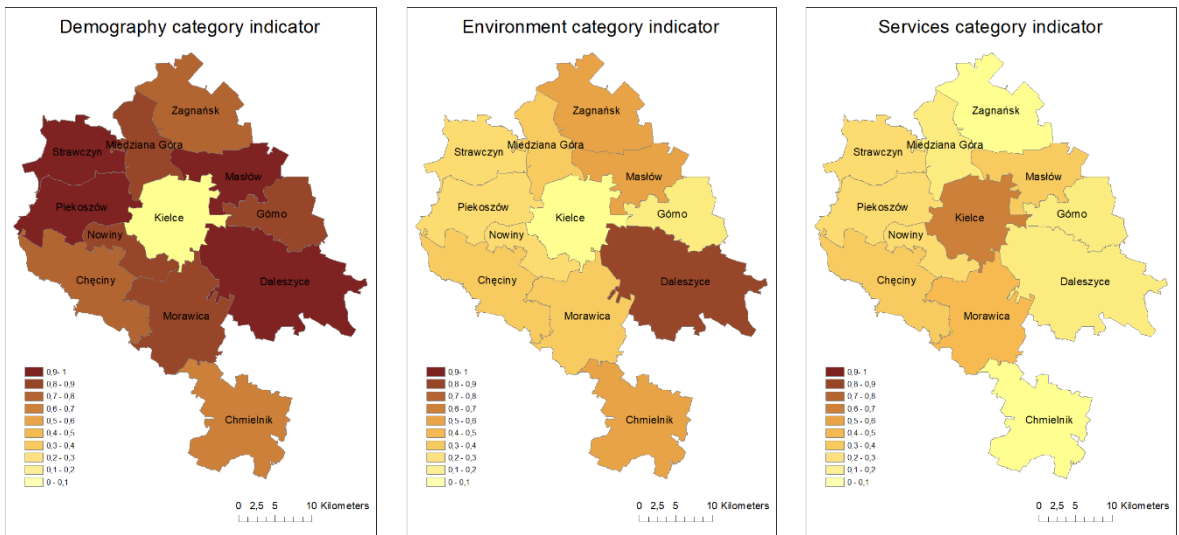 Demography category indicator
Zagnańsk
Strawczyn
Miedziana Góra
Masłów
Piekoszów
Kielce
Górno
Nowiny
Chęciny
Daleszyce
Morawica
Chmielnik
0,9- 1
0,8 - 0,9
0,7 - 0,8
0,6 - 0,7
0,5 - 0,6
0,4 - 0,5
0,3 - 0,4
0,2 - 0,3
0,1 - 0,2
0 - 0,1
0 2,5 5 10 Kilometers
Environment category indicator
Zagnańsk
Strawczyn
Miedziana Góra
Masłów
Piekoszów
Kielce
Górno
Nowiny
Chęciny
Daleszyce
Morawica
Chmielnik
0,9- 1
0,8 - 0,9
0,7 - 0,8
0,6 - 0,7
0,5 - 0,6
0,4 - 0,5
0,3 - 0,4
0,2 - 0,3
0,1 - 0,2
0 - 0,1
0 2,5 5 10 Kilometers
Services category indicator
Zagnańsk
Strawczyn
Miedziana Góra
Masłów
Piekoszów
Kielce
Górno
Nowiny
Chęciny
Daleszyce
Morawica
Chmielnik
0,9- 1
0,8 - 0,9
0,7 - 0,8
0,6 - 0,7
0,5 - 0,6
0,4 - 0,5
0,3 - 0,4
0,2 - 0,3
0,1 - 0,2
0 - 0,1
0 2,5 5 10 Kilometers